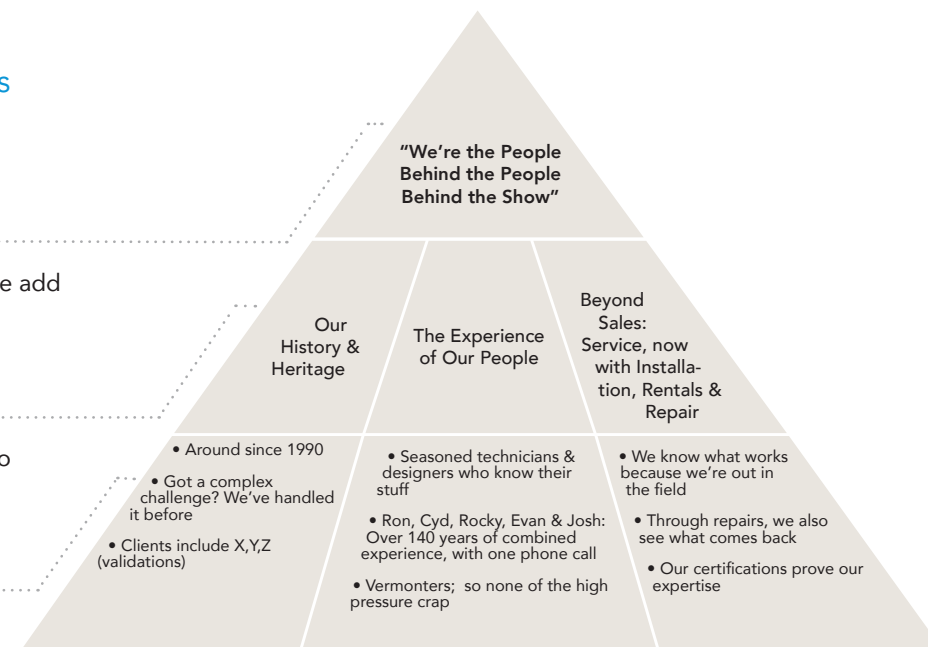 s
“We’re the People
Behind the People
Behind the Show”
e add
Our
History &
Heritage
The Experience
of Our People
Beyond
Sales:
Service, now
with Installa-
tion, Rentals &
Repair
o
• Around since 1990
• Got a complex
challenge? We’ve handled
it before
• Clients include X,Y,Z
(validations)
• Seasoned technicians &
designers who know their
stuff
• Ron, Cyd, Rocky, Evan & Josh:
Over 140 years of combined
experience, with one phone call
• Vermonters;  so none of the high
pressure crap
• We know what works
because we’re out in
the field
• Through repairs, we also
see what comes back
• Our certifications prove our
expertise